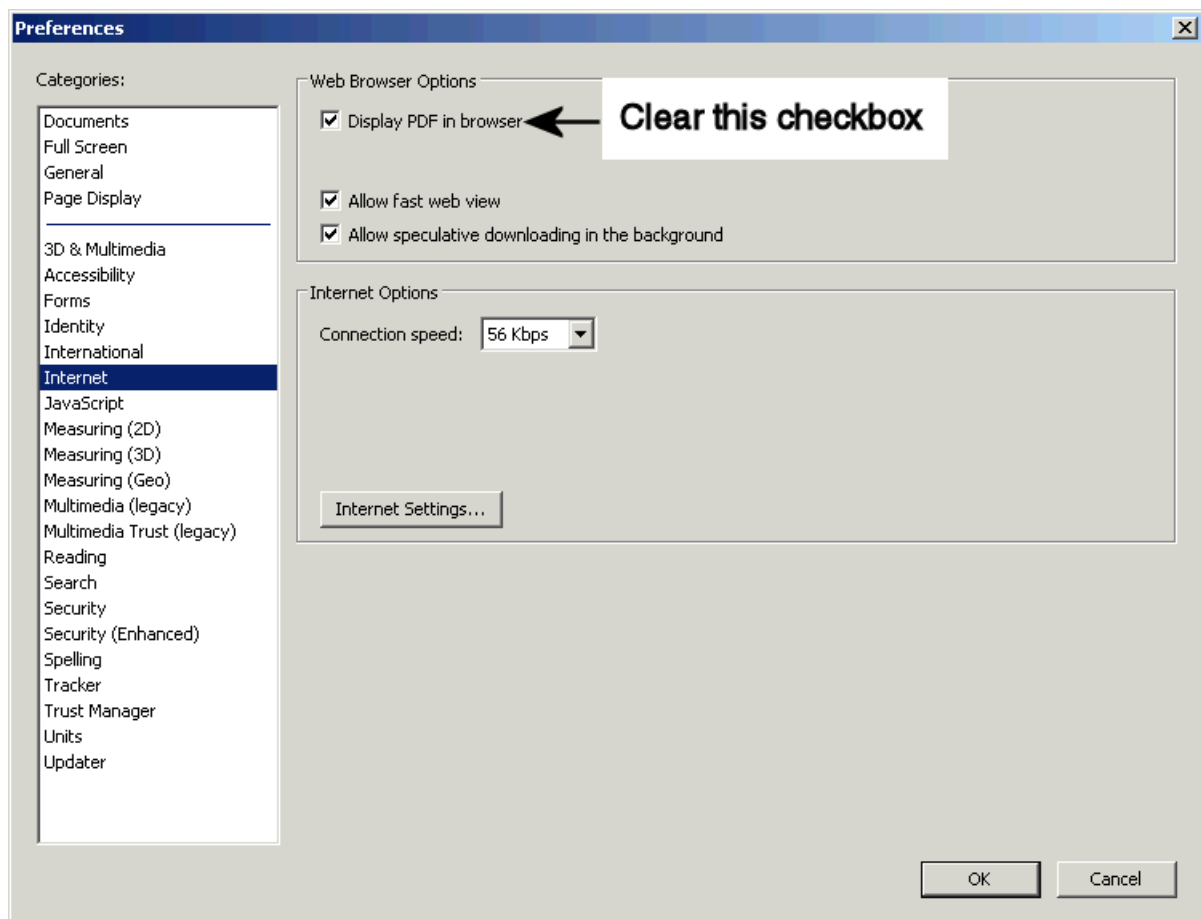 Preferences
Categories:
Documents
Full Screen
General
Page Display
3D & Multimedia
Accessibility
Forms
Identity
International
Internet
JavaScript
Measuring (2D)
Measuring (3D)
Measuring (Geo)
Multimedia (legacy)
Multimedia Trust (legacy)
Reading
Search
Security
Security (Enhanced)
Spelling
Tracker
Trust Manager
Units
Updater
Web Browser Options
Display PDF in browser
Clear this checkbox
Allow fast web view
Allow speculative downloading in the background
Internet Options
Connection speed: 56 Kbps
Internet Settings...
OK Cancel